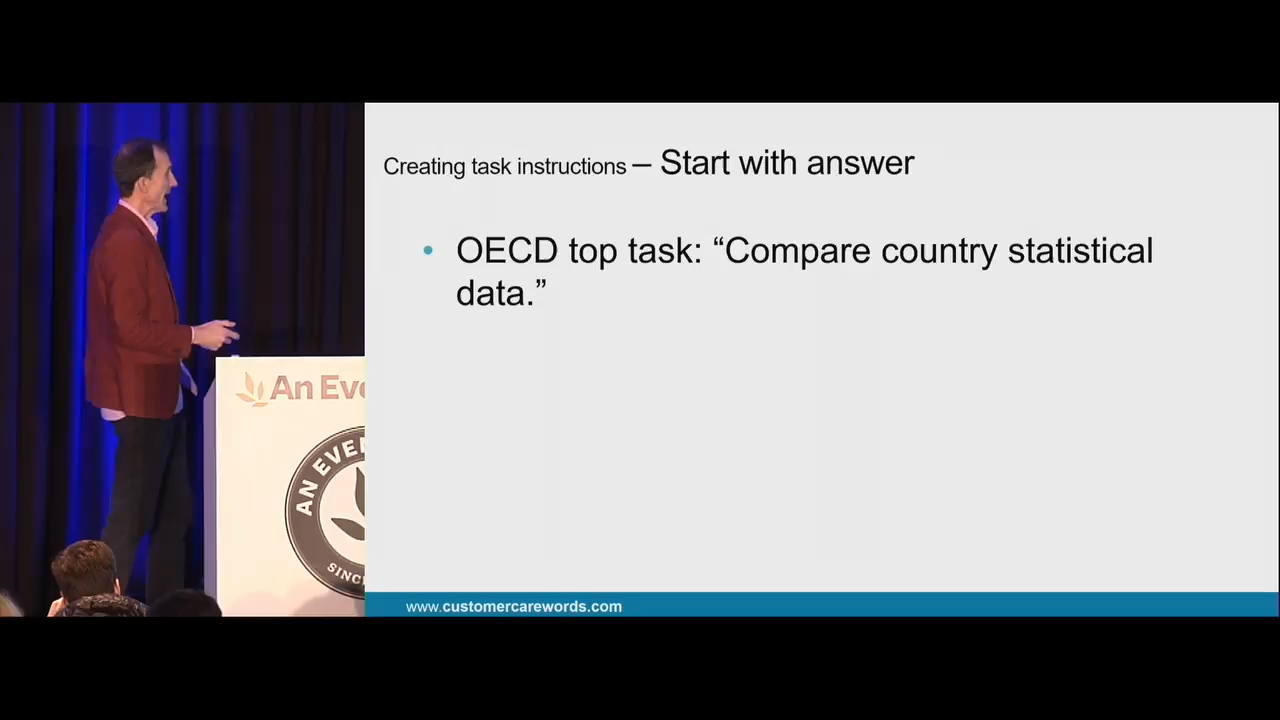 Creating task instructions – Start with answer
• OECD top task: “Compare country statistical
data.”
An Eve
AN EVEN
SINC
www.customercarewords.com